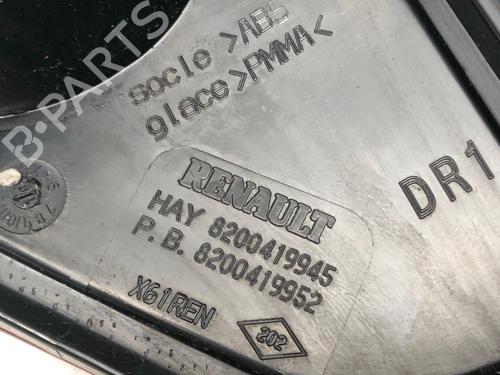 socle >ABS
glace>PMMA<
B-PARTS
RENAULT
DR1
HAY 8200419945
P.B. 8200419952
X61REN
202